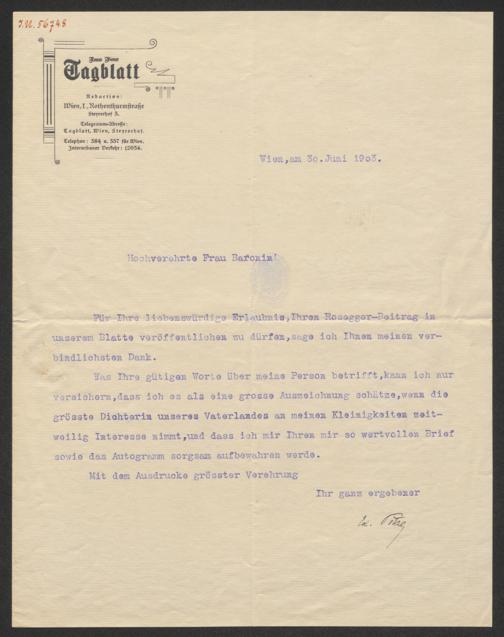 J.N. 56748
Neues Wiener
Tagblatt
Redaction:
Wien, I., Rothenthurmstraße
Steyrerhof 3.
Telegramm-Adresse:
Tagblatt, Wien, Steyrerhof.
Telephon: 384 u. 557 für Wien.
Interurbaner Verkehr: 12054.
Wien,am 30.Juni 1903.
Hochverehrte Frau Baronin!
Für Ihre liebenswürdige Erlaubnis,Ihren Rosegger-Beitrag in
unserem Blatte veröffentlichen zu dürfen,sage ich Ihnen meinen ver-
bindlichsten Dank.
Was Ihre gütigen Worte über meine Person betrifft,kann ich nur
versichern,dass ich es als eine grosse Auszeichnung schätze,wenn die
grösste Dichterin unseres Vaterlandes an meinen Kleinigkeiten zeit-
weilig Interesse nimmt,und dass ich mir Ihren mir so wertvollen Brief
sowie das Autogramm sorgsam aufbewahren werde.
Mit dem Ausdrucke grösster Verehrung
Ihr ganz ergebener